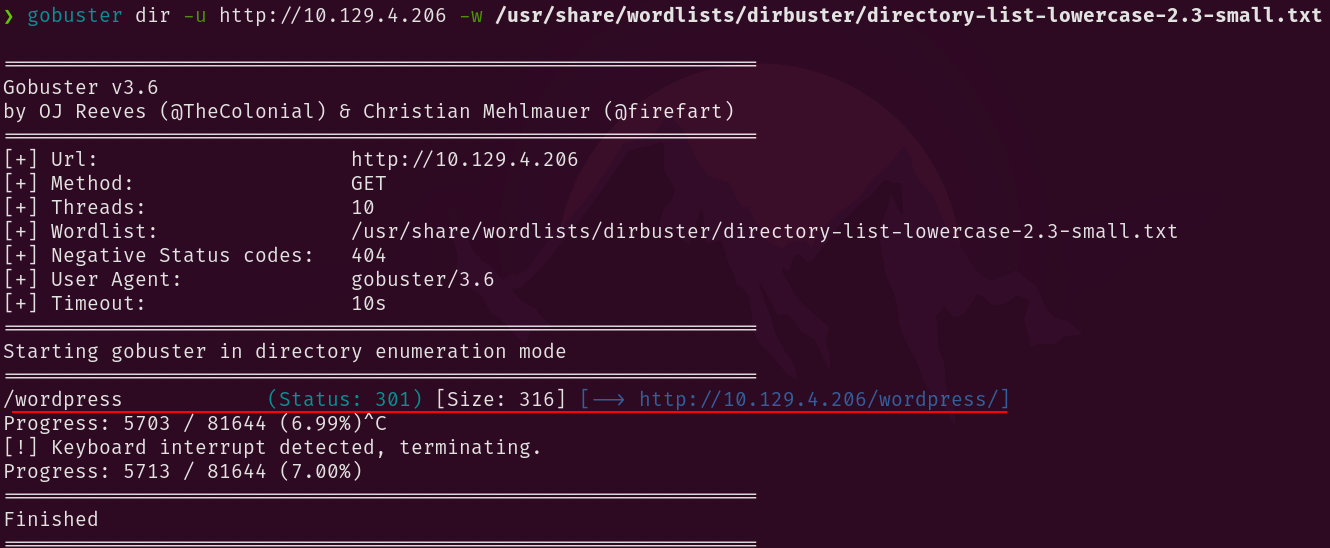 ❯ gobuster dir -u http://10.129.4.206 -w /usr/share/wordlists/dirbuster/directory-list-lowercase-2.3-small.txt
===============================================================
Gobuster v3.6
by OJ Reeves (@TheColonial) & Christian Mehlmauer (@firefart)
===============================================================
[+] Url:                     http://10.129.4.206
[+] Method:                  GET
[+] Threads:                 10
[+] Wordlist:                /usr/share/wordlists/dirbuster/directory-list-lowercase-2.3-small.txt
[+] Negative Status codes:   404
[+] User Agent:              gobuster/3.6
[+] Timeout:                 10s
===============================================================
Starting gobuster in directory enumeration mode
===============================================================
/wordpress            (Status: 301) [Size: 316] [--> http://10.129.4.206/wordpress/]
Progress: 5703 / 81644 (6.99%)^C
[!] Keyboard interrupt detected, terminating.
Progress: 5713 / 81644 (7.00%)
===============================================================
Finished
===============================================================